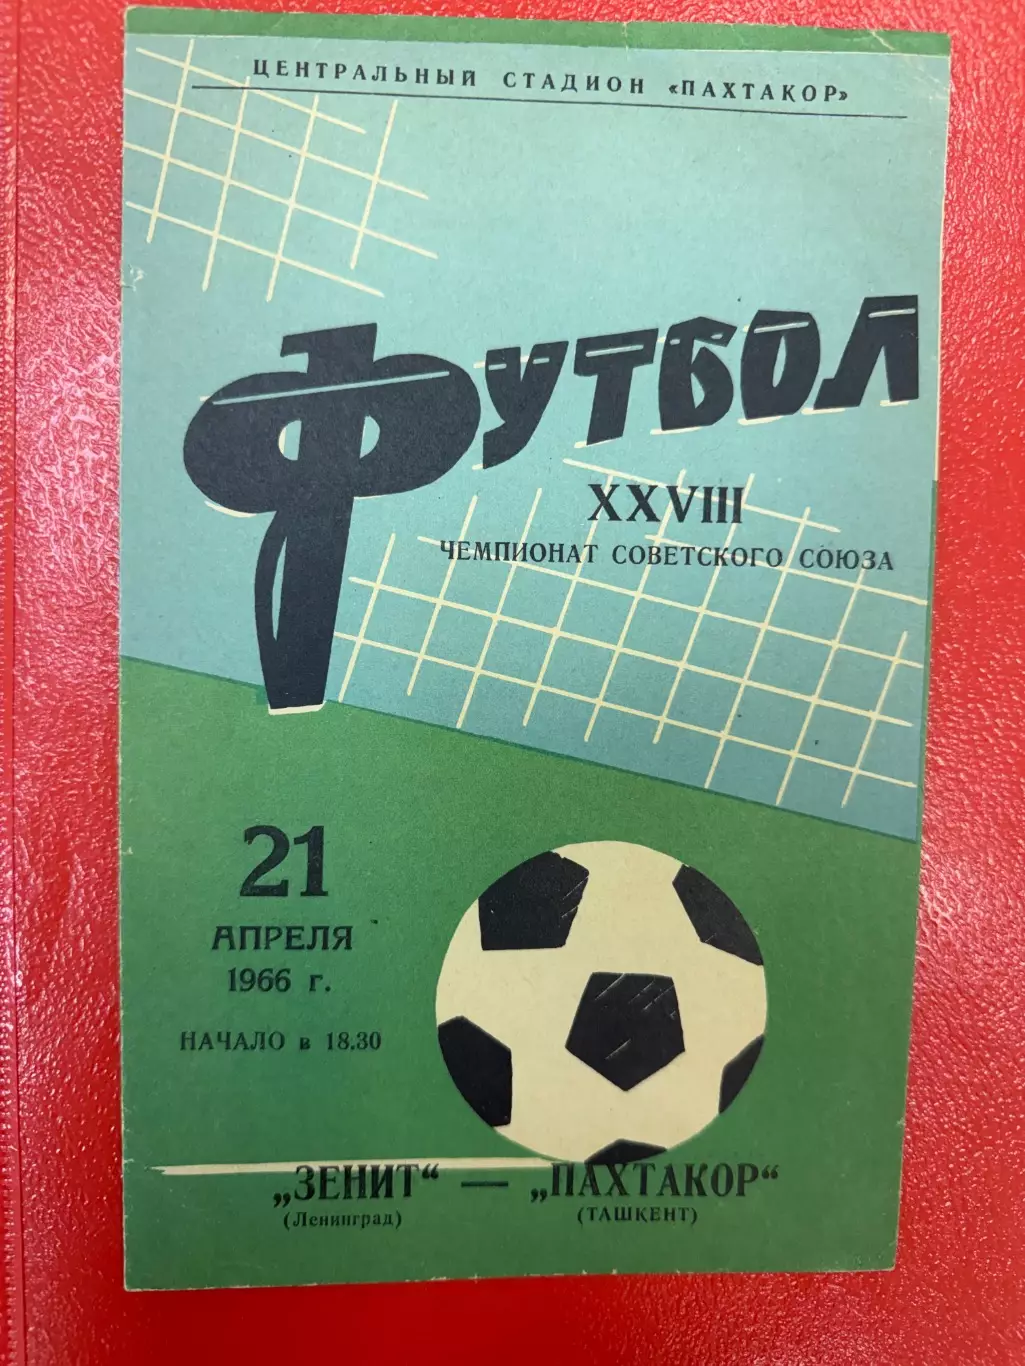 ЦЕНТРАЛЬНЫЙ СТАДИОН «ПАХТАКОР»
ФУТБОЛ
XXVIII
ЧЕМПИОНАТ СОВЕТСКОГО СОЮЗА
21
АПРЕЛЯ
1966 г.
НАЧАЛО в 18.30
„ЗЕНИТ“ — „ПАХТАКОР“
(Ленинград) (ТАШКЕНТ)